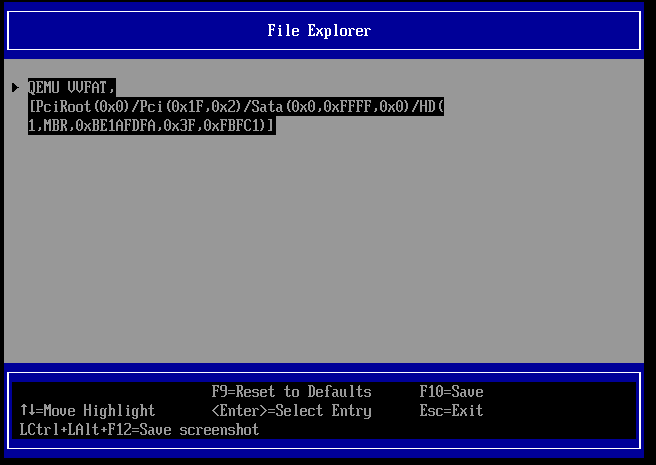 File Explorer
QEMU VVFAT,
[PciRoot(0x0)/Pci(0x1F,0x2)/Sata(0x0,0xFFFF,0x0)/HD(
1,MBR,0xBE1AFDFA,0x3F,0xFBFC1)]
F9=Reset to Defaults F10=Save
↑↓=Move Highlight <Enter>=Select Entry Esc=Exit
LCtrl+LAlt+F12=Save screenshot